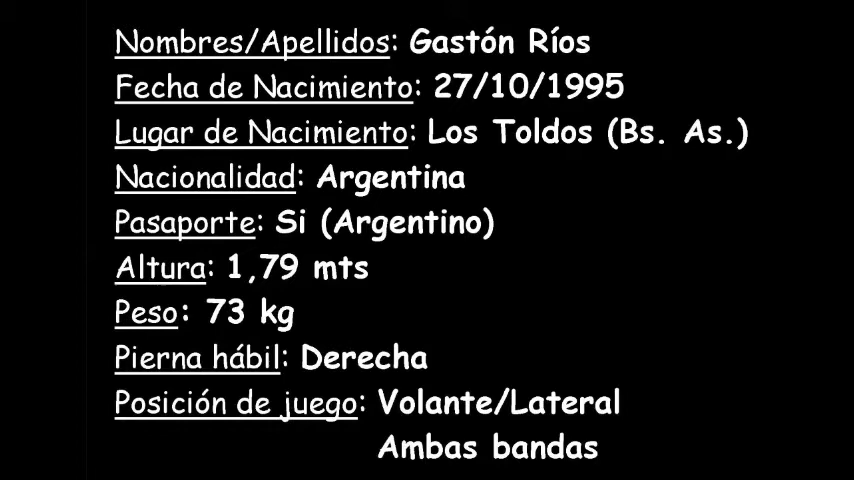 Nombres/Apellidos: Gastón Ríos
Fecha de Nacimiento: 27/10/1995
Lugar de Nacimiento: Los Toldos (Bs. As.)
Nacionalidad: Argentina
Pasaporte: Si (Argentino)
Altura: 1,79 mts
Peso: 73 kg
Pierna hábil: Derecha
Posición de juego: Volante/Lateral
Ambas bandas